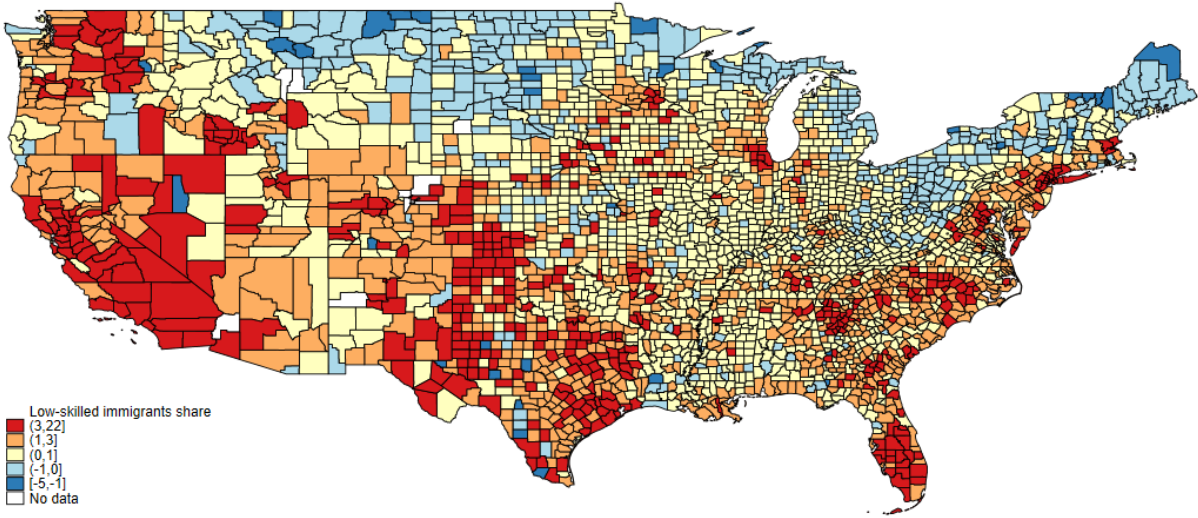 Low-skilled immigrants share
(3,22]
(1,3]
(0,1]
(-1,0]
[-5,-1]
No data